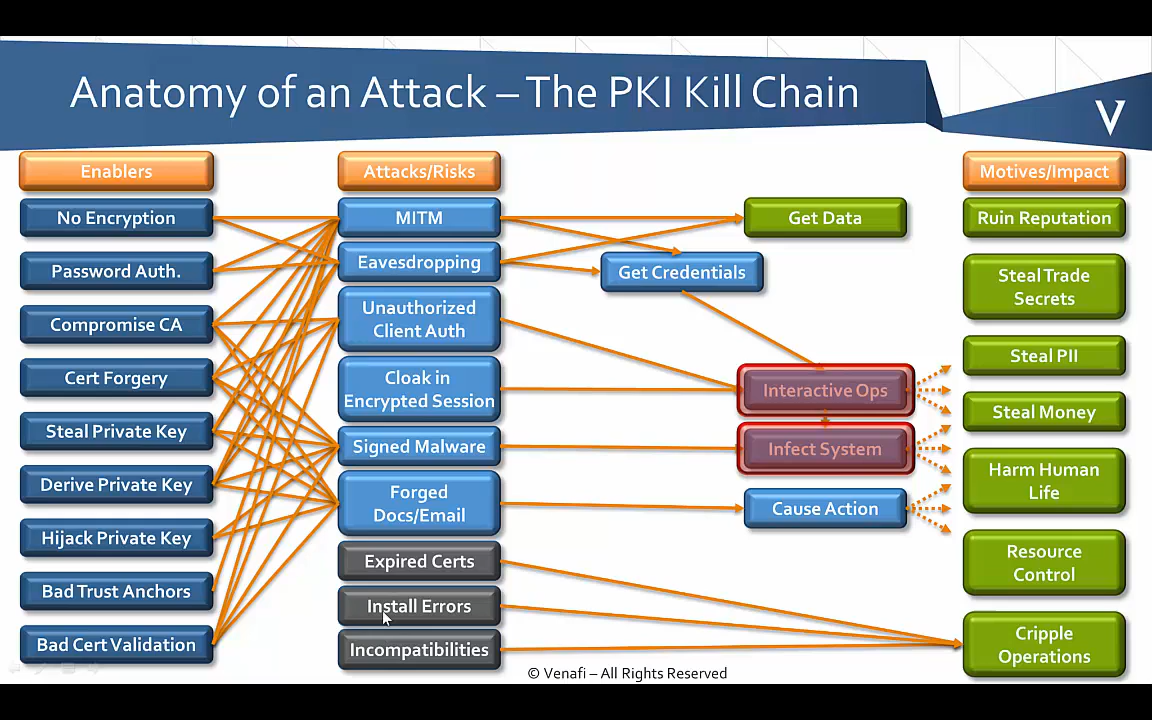 Anatomy of an Attack – The PKI Kill Chain
V
Enablers
No Encryption
Password Auth.
Compromise CA
Cert Forgery
Steal Private Key
Derive Private Key
Hijack Private Key
Bad Trust Anchors
Bad Cert Validation
Attacks/Risks
MITM
Eavesdropping
Unauthorized
Client Auth
Cloak in
Encrypted Session
Signed Malware
Forged
Docs/Email
Expired Certs
Install Errors
Incompatibilities
Get Data
Get Credentials
Interactive Ops
Infect System
Cause Action
Motives/Impact
Ruin Reputation
Steal Trade
Secrets
Steal PII
Steal Money
Harm Human
Life
Resource
Control
Cripple
Operations
© Venafi – All Rights Reserved